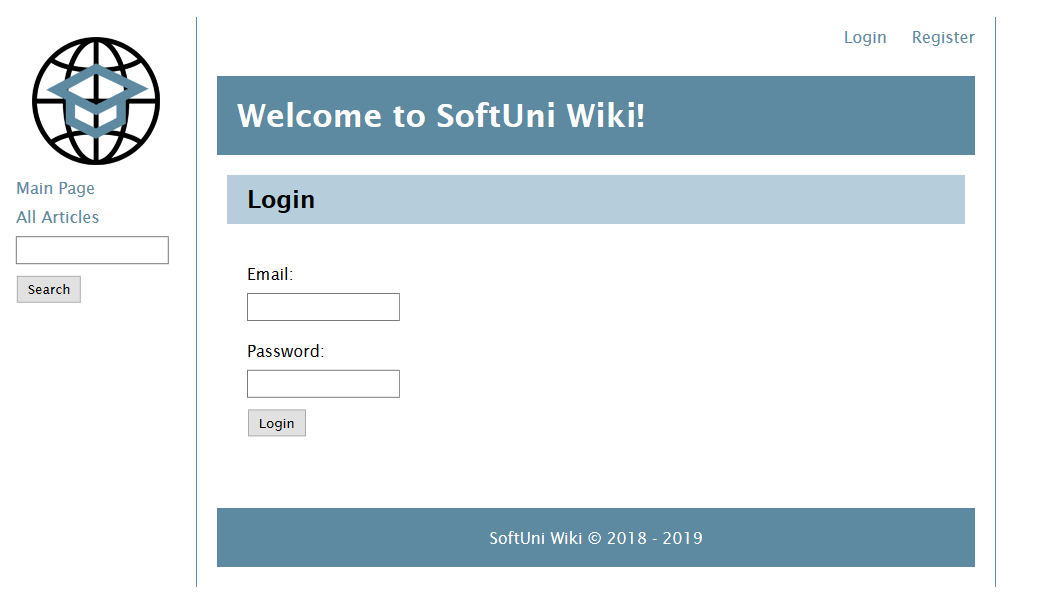 Login Register
Welcome to SoftUni Wiki!
Main Page
All Articles
Search
Login
Email:
Password:
Login
SoftUni Wiki © 2018 - 2019